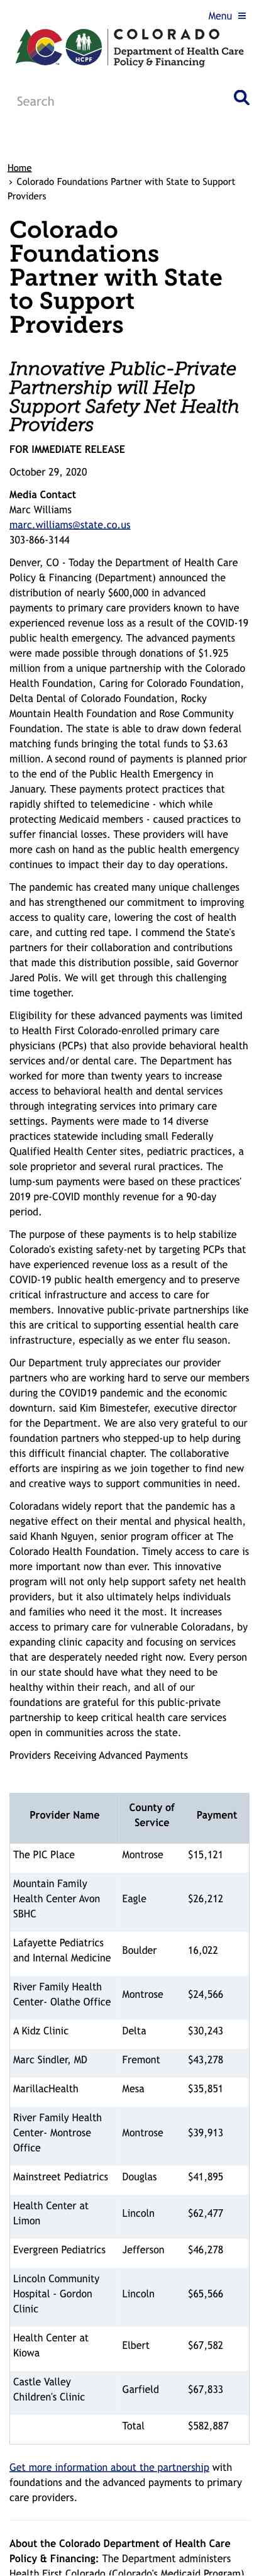 Menu ≡
COLORADO
Department of Health Care
Policy & Financing
HCPF
Search
Home
› Colorado Foundations Partner with State to Support
Providers
Colorado
Foundations
Partner with State
to Support
Providers
Innovative Public-Private
Partnership will Help
Support Safety Net Health
Providers
FOR IMMEDIATE RELEASE
October 29, 2020
Media Contact
Marc Williams
marc.williams@state.co.us
303-866-3144
Denver, CO - Today the Department of Health Care
Policy & Financing (Department) announced the
distribution of nearly $600,000 in advanced
payments to primary care providers known to have
experienced revenue loss as a result of the COVID-19
public health emergency. The advanced payments
were made possible through donations of $1.925
million from a unique partnership with the Colorado
Health Foundation, Caring for Colorado Foundation,
Delta Dental of Colorado Foundation, Rocky
Mountain Health Foundation and Rose Community
Foundation. The state is able to draw down federal
matching funds bringing the total funds to $3.63
million. A second round of payments is planned prior
to the end of the Public Health Emergency in
January. These payments protect practices that
rapidly shifted to telemedicine - which while
protecting Medicaid members - caused practices to
suffer financial losses. These providers will have
more cash on hand as the public health emergency
continues to impact their day to day operations.
The pandemic has created many unique challenges
and has strengthened our commitment to improving
access to quality care, lowering the cost of health
care, and cutting red tape. I commend the State's
partners for their collaboration and contributions
that made this distribution possible, said Governor
Jared Polis. We will get through this challenging
time together.
Eligibility for these advanced payments was limited
to Health First Colorado-enrolled primary care
physicians (PCPs) that also provide behavioral health
services and/or dental care. The Department has
worked for more than twenty years to increase
access to behavioral health and dental services
through integrating services into primary care
settings. Payments were made to 14 diverse
practices statewide including small Federally
Qualified Health Center sites, pediatric practices, a
sole proprietor and several rural practices. The
lump-sum payments were based on these practices'
2019 pre-COVID monthly revenue for a 90-day
period.
The purpose of these payments is to help stabilize
Colorado's existing safety-net by targeting PCPs that
have experienced revenue loss as a result of the
COVID-19 public health emergency and to preserve
critical infrastructure and access to care for
members. Innovative public-private partnerships like
this are critical to supporting essential health care
infrastructure, especially as we enter flu season.
Our Department truly appreciates our provider
partners who are working hard to serve our members
during the COVID19 pandemic and the economic
downturn. said Kim Bimestefer, executive director
for the Department. We are also very grateful to our
foundation partners who stepped-up to help during
this difficult financial chapter. The collaborative
efforts are inspiring as we join together to find new
and creative ways to support communities in need.
Coloradans widely report that the pandemic has a
negative effect on their mental and physical health,
said Khanh Nguyen, senior program officer at The
Colorado Health Foundation. Timely access to care is
more important now than ever. This innovative
program will not only help support safety net health
providers, but it also ultimately helps individuals
and families who need it the most. It increases
access to primary care for vulnerable Coloradans, by
expanding clinic capacity and focusing on services
that are desperately needed right now. Every person
in our state should have what they need to be
healthy within their reach, and all of our
foundations are grateful for this public-private
partnership to keep critical health care services
open in communities across the state.
Providers Receiving Advanced Payments
Provider Name County of Service Payment
The PIC Place Montrose $15,121
Mountain Family
Health Center Avon
SBHC Eagle $26,212
Lafayette Pediatrics
and Internal Medicine Boulder 16,022
River Family Health
Center- Olathe Office Montrose $24,566
A Kidz Clinic Delta $30,243
Marc Sindler, MD Fremont $43,278
MarillacHealth Mesa $35,851
River Family Health
Center- Montrose
Office Montrose $39,913
Mainstreet Pediatrics Douglas $41,895
Health Center at
Limon Lincoln $62,477
Evergreen Pediatrics Jefferson $46,278
Lincoln Community
Hospital - Gordon
Clinic Lincoln $65,566
Health Center at
Kiowa Elbert $67,582
Castle Valley
Children's Clinic Garfield $67,833
Total $582,887
Get more information about the partnership with
foundations and the advanced payments to primary
care providers.
About the Colorado Department of Health Care
Policy & Financing: The Department administers
Health First Colorado (Colorado's Medicaid Program)